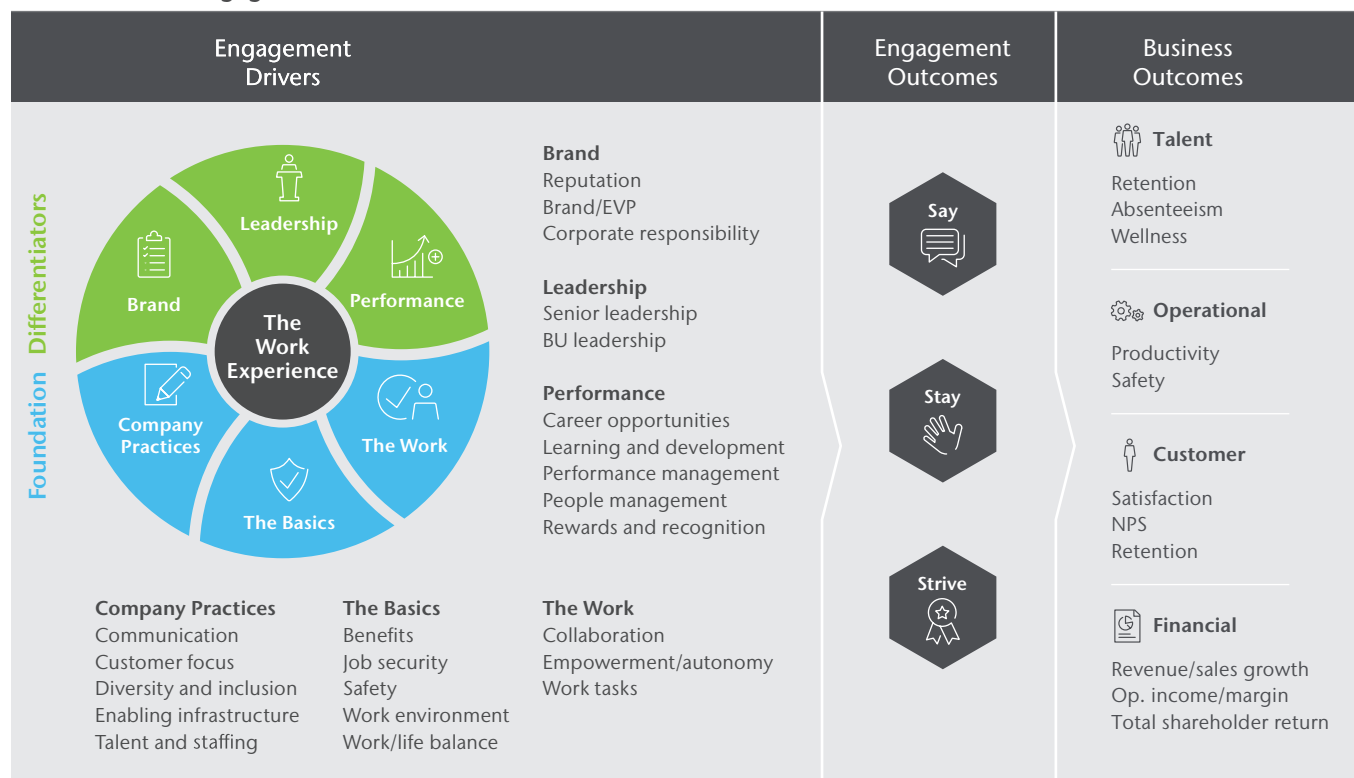 Engagement
Drivers
Engagement
Outcomes
Business
Outcomes
Differentiators
Foundation
Leadership
Performance
Brand
The
Work
Experience
Company
Practices
The Work
The Basics
Brand
Reputation
Brand/EVP
Corporate responsibility
Leadership
Senior leadership
BU leadership
Performance
Career opportunities
Learning and development
Performance management
People management
Rewards and recognition
Company Practices
Communication
Customer focus
Diversity and inclusion
Enabling infrastructure
Talent and staffing
The Basics
Benefits
Job security
Safety
Work environment
Work/life balance
The Work
Collaboration
Empowerment/autonomy
Work tasks
Say
Stay
Strive
Talent
Retention
Absenteeism
Wellness
Operational
Productivity
Safety
Customer
Satisfaction
NPS
Retention
Financial
Revenue/sales growth
Op. income/margin
Total shareholder return